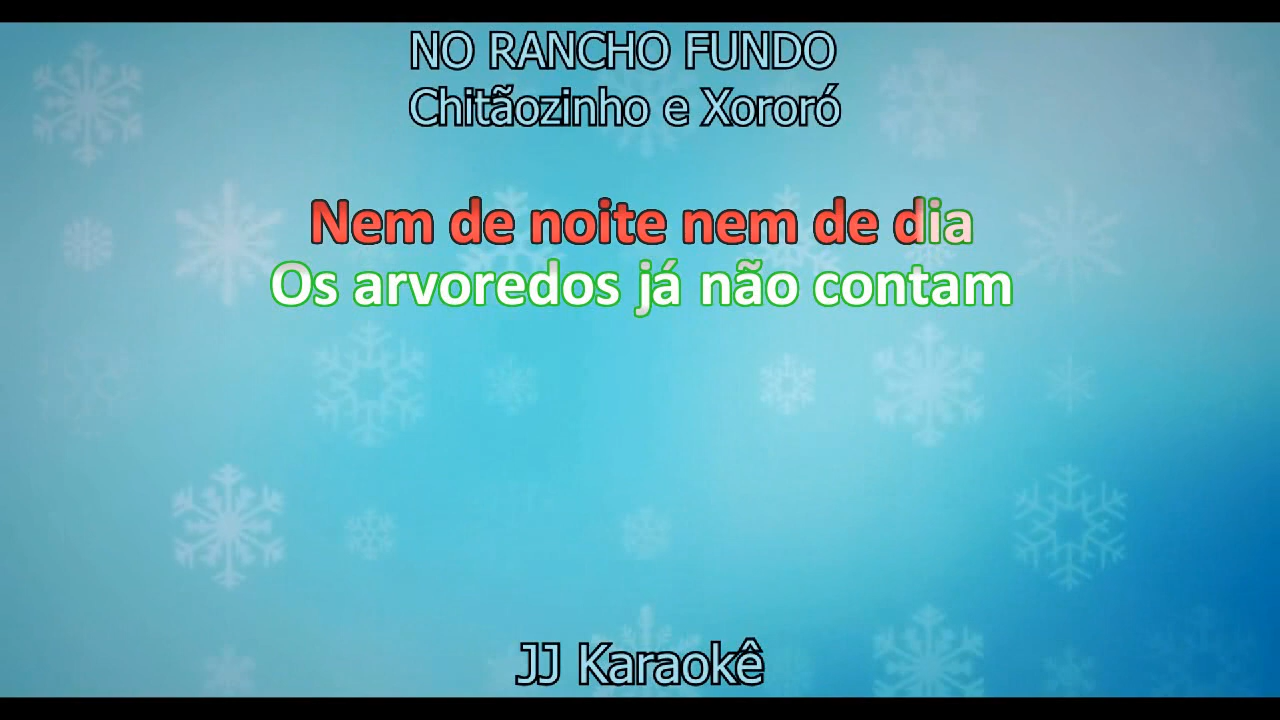 NO RANCHO FUNDO
Chitãozinho e Xororó
Nem de noite nem de dia
Os arvoredos já não contam
JJ Karaokê